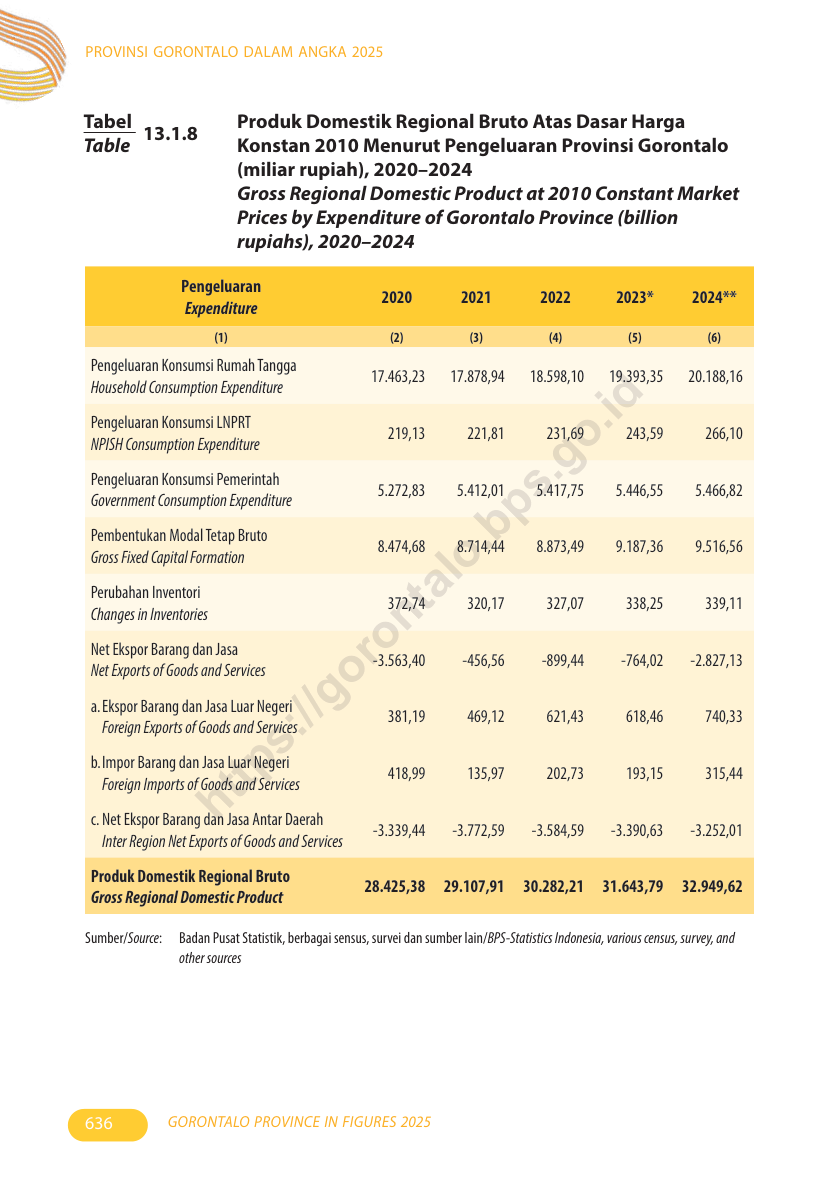 PROVINSI GORONTALO DALAM ANGKA 2025
Tabel
Table
13.1.8
Produk Domestik Regional Bruto Atas Dasar Harga
Konstan 2010 Menurut Pengeluaran Provinsi Gorontalo
(miliar rupiah), 2020–2024
Gross Regional Domestic Product at 2010 Constant Market
Prices by Expenditure of Gorontalo Province (billion
rupiahs), 2020–2024
Pengeluaran
Expenditure 2020 2021 2022 2023* 2024**
(1) (2) (3) (4) (5) (6)
Pengeluaran Konsumsi Rumah Tangga
Household Consumption Expenditure 17.463,23 17.878,94 18.598,10 19.393,35 20.188,16
Pengeluaran Konsumsi LNPRT
NPISH Consumption Expenditure 219,13 221,81 231,69 243,59 266,10
Pengeluaran Konsumsi Pemerintah
Government Consumption Expenditure 5.272,83 5.412,01 5.417,75 5.446,55 5.466,82
Pembentukan Modal Tetap Bruto
Gross Fixed Capital Formation 8.474,68 8.714,44 8.873,49 9.187,36 9.516,56
Perubahan Inventori
Changes in Inventories 372,74 320,17 327,07 338,25 339,11
Net Ekspor Barang dan Jasa
Net Exports of Goods and Services -3.563,40 -456,56 -899,44 -764,02 -2.827,13
a. Ekspor Barang dan Jasa Luar Negeri
Foreign Exports of Goods and Services 381,19 469,12 621,43 618,46 740,33
b. Impor Barang dan Jasa Luar Negeri
Foreign Imports of Goods and Services 418,99 135,97 202,73 193,15 315,44
c. Net Ekspor Barang dan Jasa Antar Daerah
Inter Region Net Exports of Goods and Services -3.339,44 -3.772,59 -3.584,59 -3.390,63 -3.252,01
Produk Domestik Regional Bruto
Gross Regional Domestic Product 28.425,38 29.107,91 30.282,21 31.643,79 32.949,62
Sumber/Source: Badan Pusat Statistik, berbagai sensus, survei dan sumber lain/BPS-Statistics Indonesia, various census, survey, and
other sources
https://gorontalo.bps.go.id
636
GORONTALO PROVINCE IN FIGURES 2025